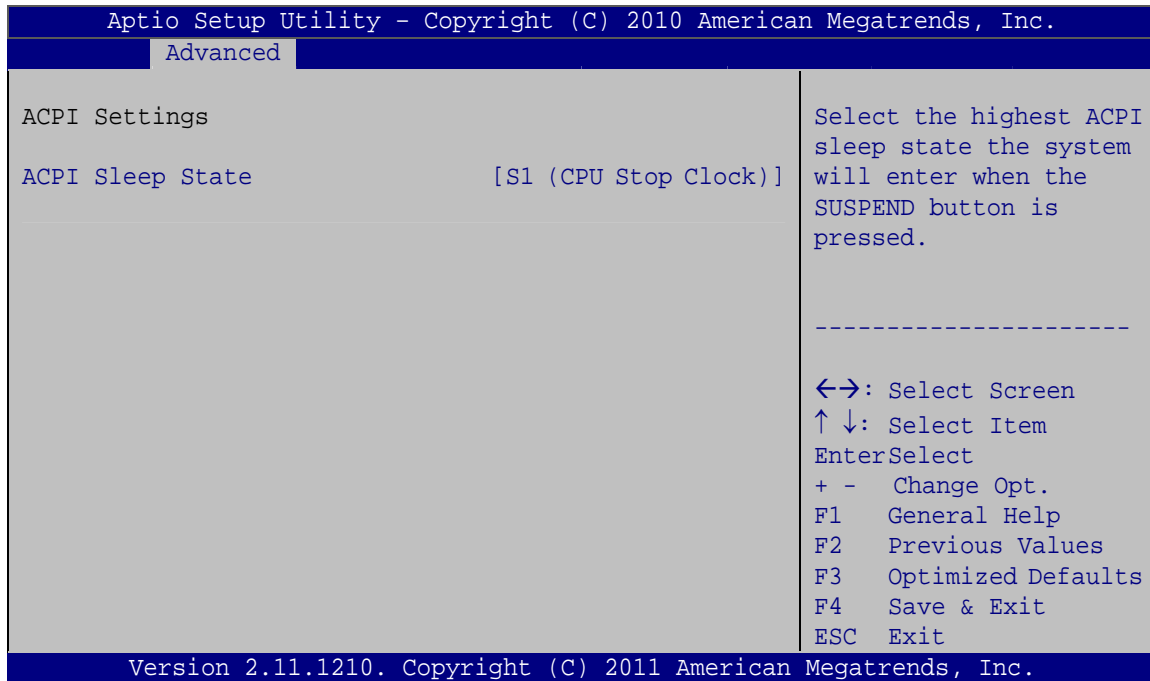 Aptio Setup Utility – Copyright (C) 2010 American Megatrends, Inc.
Advanced
ACPI Settings
ACPI Sleep State [S1 (CPU Stop Clock)]
Select the highest ACPI
sleep state the system
will enter when the
SUSPEND button is
pressed.
----------------------
←→: Select Screen
↑ ↓: Select Item
EnterSelect
+ - Change Opt.
F1 General Help
F2 Previous Values
F3 Optimized Defaults
F4 Save & Exit
ESC Exit
Version 2.11.1210. Copyright (C) 2011 American Megatrends, Inc.